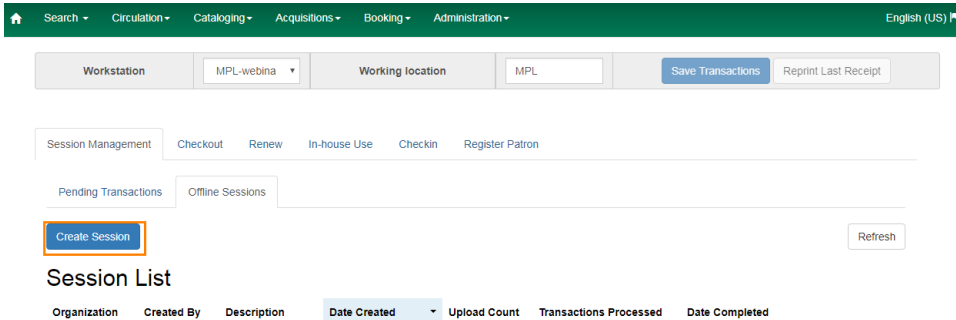 Search Circulation Cataloging Acquisitions Booking Administration English (US)
Workstation MPL-webina Working location MPL Save Transactions Reprint Last Receipt
Session Management Checkout Renew In-house Use Checkin Register Patron
Pending Transactions Offline Sessions
Create Session Refresh
Session List
Organization Created By Description Date Created Upload Count Transactions Processed Date Completed